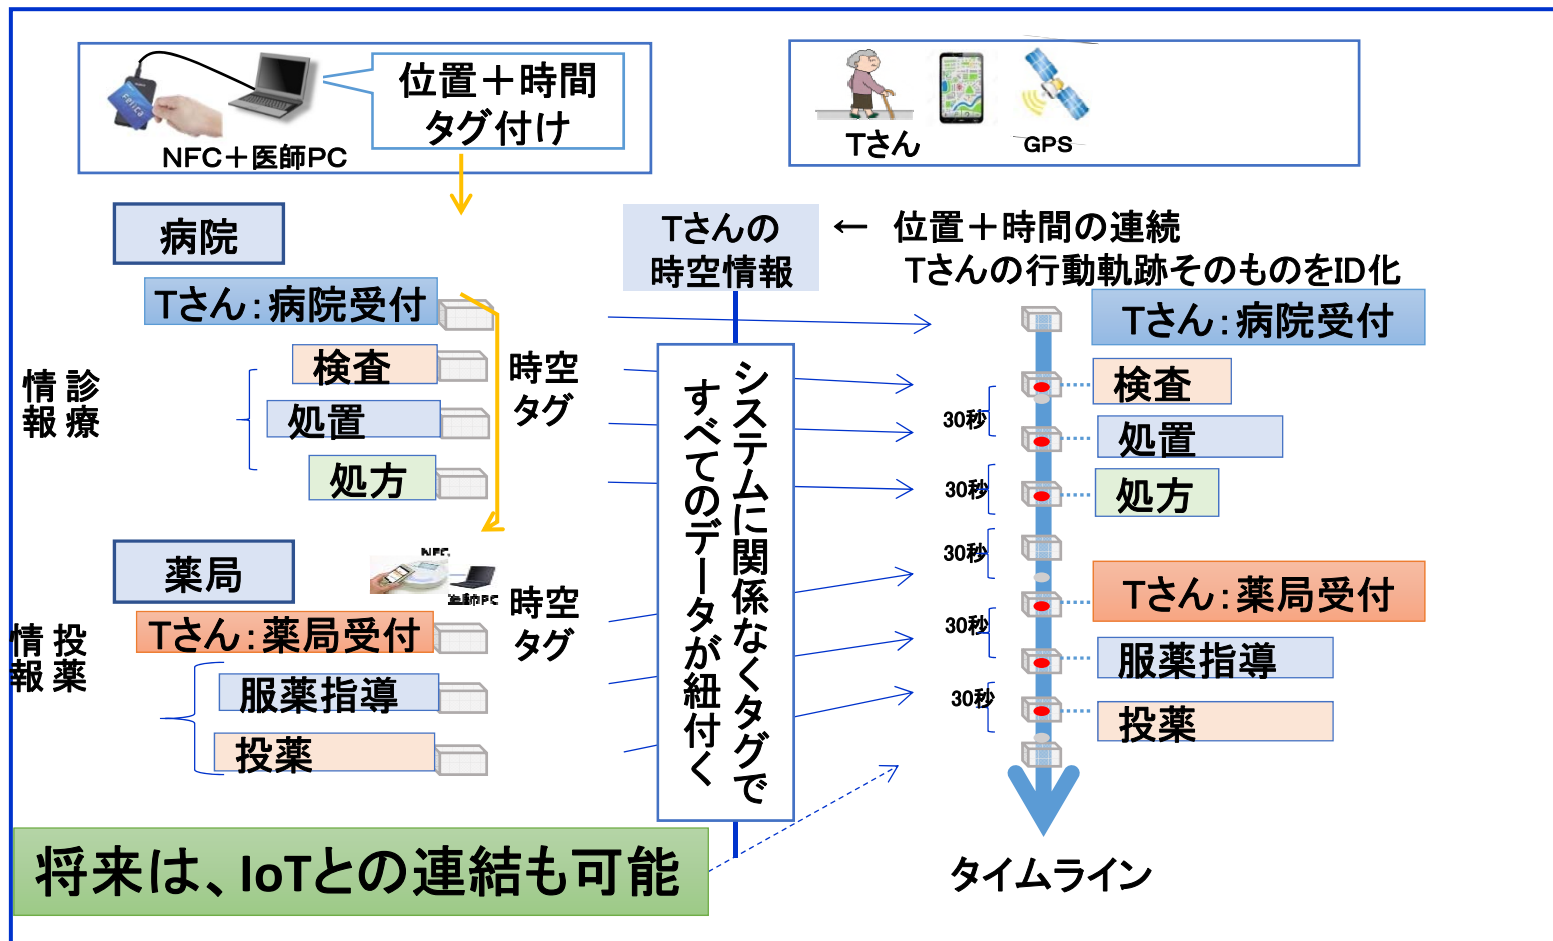 Felica
NFC＋医師PC
位置＋時間
タグ付け
Tさん
GPS
病院
Tさん：病院受付
検査
処置
処方
診療
情報
時空
タグ
薬局
NFC
医師PC
Tさん：薬局受付
服薬指導
投薬
投薬
情報
時空
タグ
Tさんの
時空情報
← 位置＋時間の連続
Tさんの行動軌跡そのものをID化
システムに関係なくタグで
すべてのデータが紐付く
Tさん：病院受付
検査
30秒
処置
30秒
処方
30秒
Tさん：薬局受付
30秒
服薬指導
30秒
投薬
タイムライン
将来は、IoTとの連結も可能